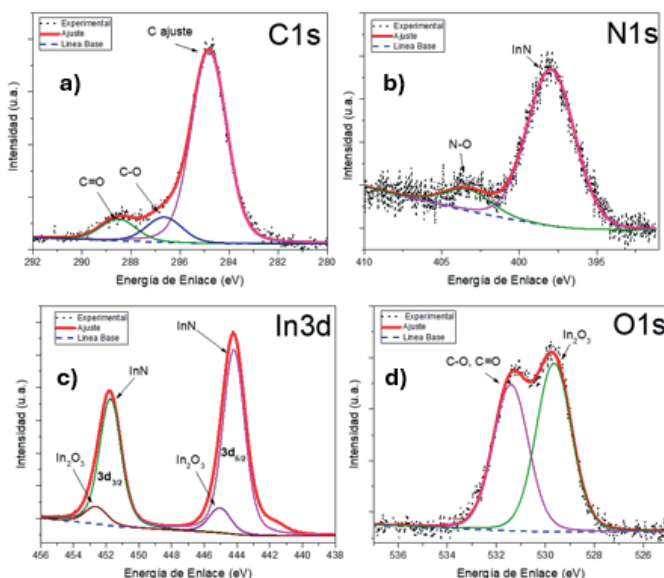 Experimental
Ajuste
Linea Base
C ajuste
C1s
a)
C-O
C=O
Intensidad (u.a.)
292 290 288 286 284 282 280
Energía de Enlace (eV)
Experimental
Ajuste
Linea Base
InN
N1s
b)
N-O
Intensidad (u.a.)
410 405 400 395
Energía de Enlace (eV)
Experimental
Ajuste
Linea Base
InN
In3d
InN
c)
In₂O₃
3d₃/₂
In₂O₃
3d₅/₂
Intensidad (u.a.)
456 454 452 450 448 446 444 442 440 438
Energía de Enlace (eV)
Experimental
Ajuste
Linea Base
In₂O₃
O1s
C-O, C=O
d)
Intensidad (u.a.)
536 534 532 530 528 526
Energía de Enlace (eV)